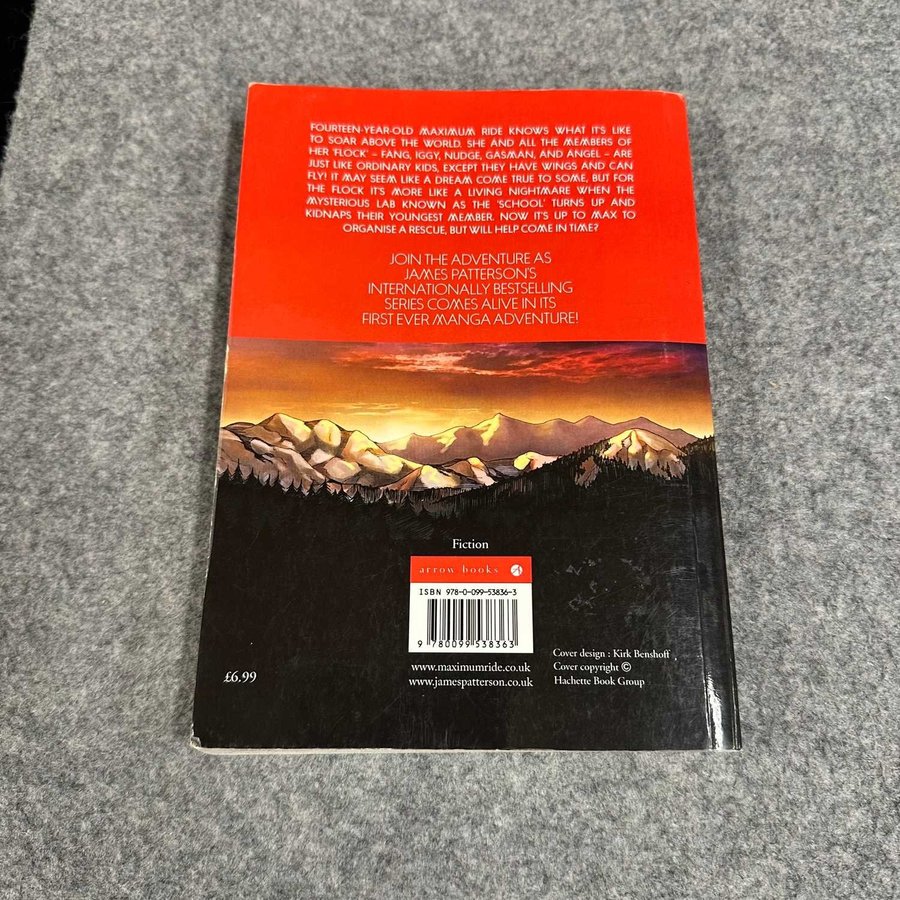 FOURTEEN-YEAR-OLD MAXIMUM RIDE KNOWS WHAT IT'S LIKE
TO SOAR ABOVE THE WORLD. SHE AND ALL THE MEMBERS OF
HER 'FLOCK' – FANG, IGGY, NUDGE, GASMAN, AND ANGEL – ARE
JUST LIKE ORDINARY KIDS, EXCEPT THEY HAVE WINGS AND CAN
FLY! IT MAY SEEM LIKE A DREAM COME TRUE TO SOME, BUT FOR
THE FLOCK IT'S MORE LIKE A LIVING NIGHTMARE WHEN THE
MYSTERIOUS LAB KNOWN AS THE 'SCHOOL' TURNS UP AND
KIDNAPS THEIR YOUNGEST MEMBER. NOW IT'S UP TO MAX TO
ORGANISE A RESCUE, BUT WILL HELP COME IN TIME?
JOIN THE ADVENTURE AS
JAMES PATTERSON'S
INTERNATIONALLY BESTSELLING
SERIES COMES ALIVE IN ITS
FIRST EVER MANGA ADVENTURE!
Fiction
arrow books
ISBN 978-0-099-53836-3
9 780099 538363
www.maximumride.co.uk
www.jamespatterson.co.uk
Cover design : Kirk Benshoff
Cover copyright ©
Hachette Book Group
£6.99